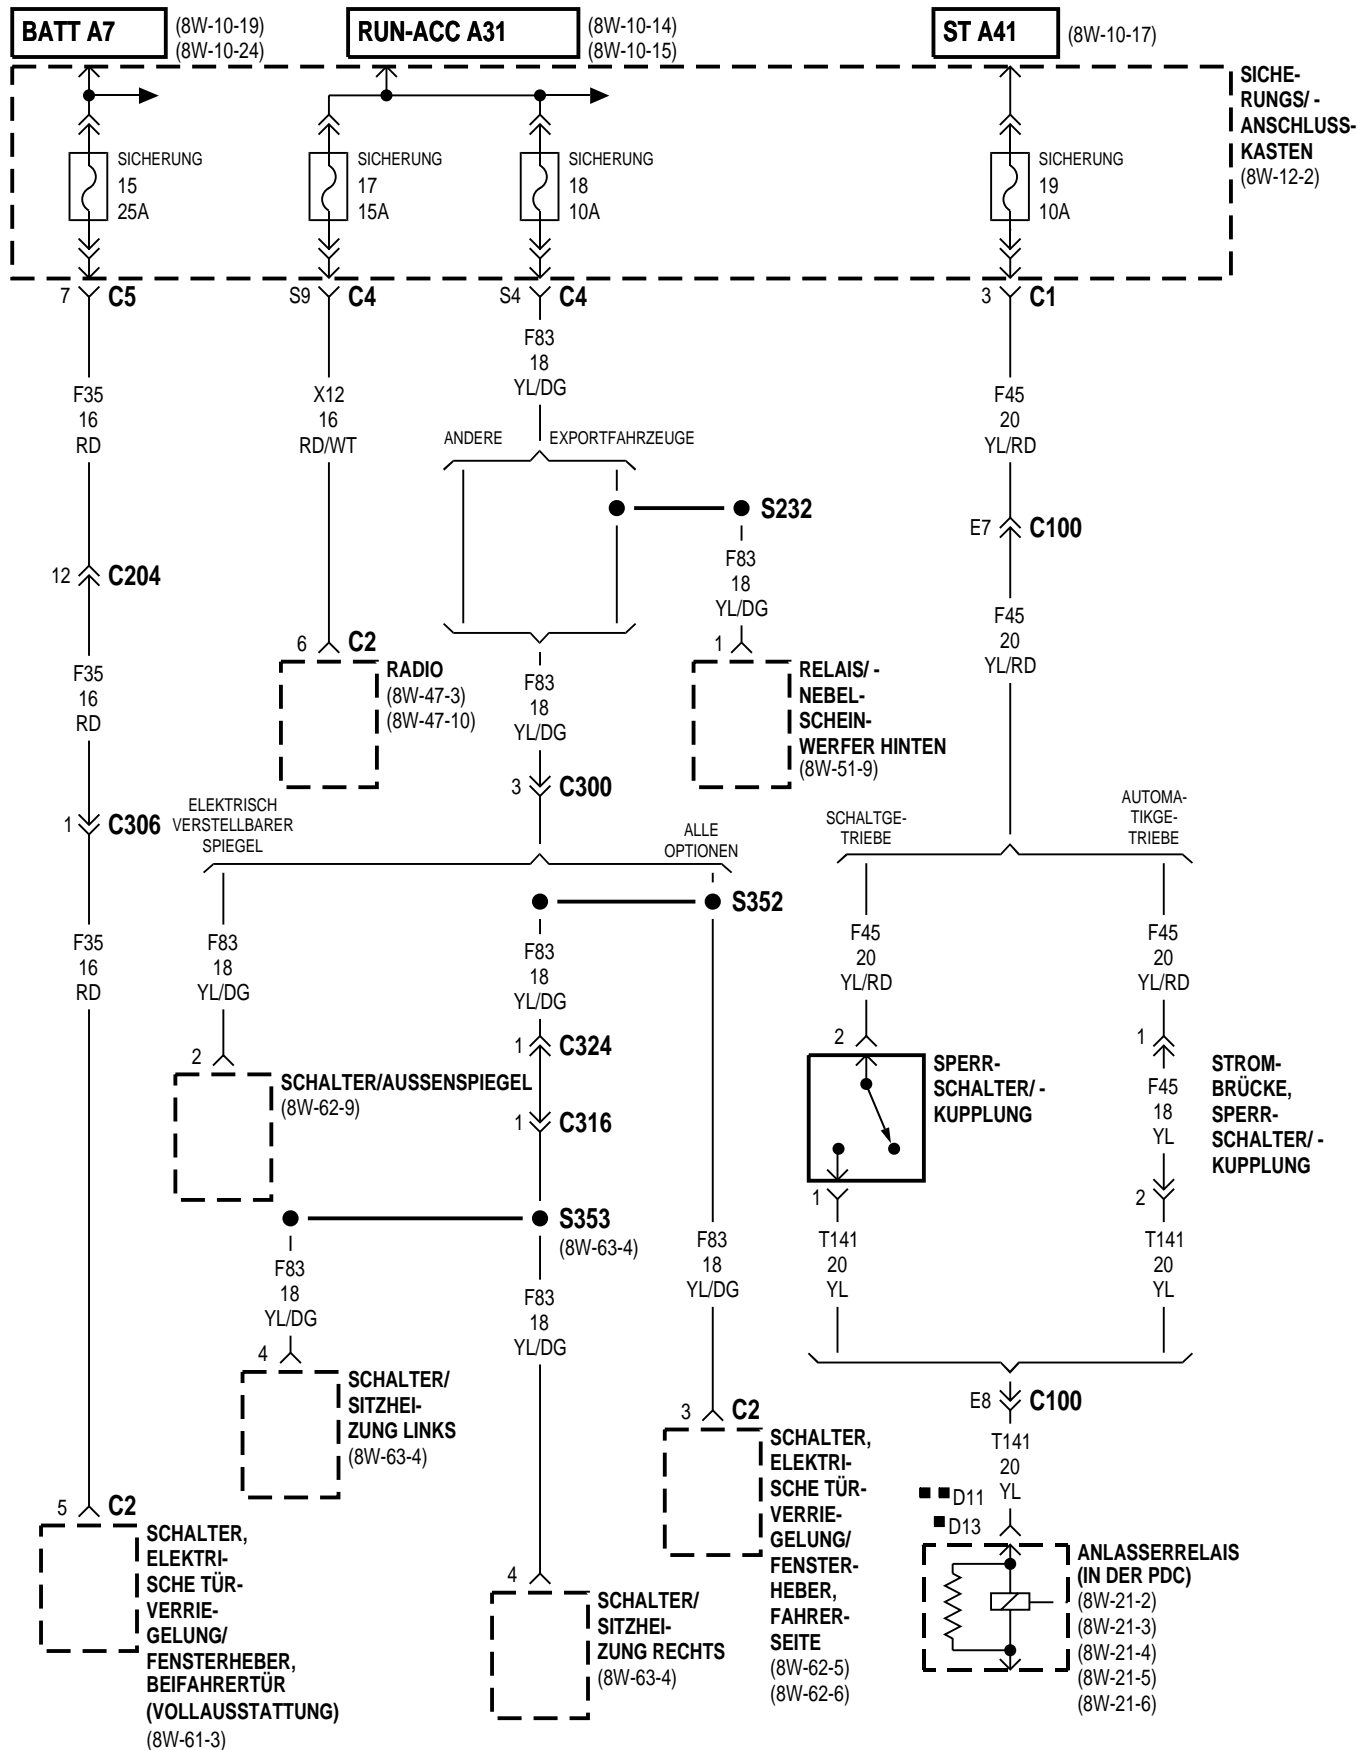 BATT A7
(8W-10-19)
(8W-10-24)
RUN-ACC A31
(8W-10-14)
(8W-10-15)
ST A41
(8W-10-17)
SICHE-
RUNGS/ -
ANSCHLUSS-
KASTEN
(8W-12-2)
SICHERUNG
15
25A
SICHERUNG
17
15A
SICHERUNG
18
10A
SICHERUNG
19
10A
7 C5
S9 C4
S4 C4
3 C1
F83
18
YL/DG
F35
16
RD
X12
16
RD/WT
F45
20
YL/RD
ANDERE
EXPORTFAHRZEUGE
S232
E7 C100
F83
18
YL/DG
12 C204
F45
20
YL/RD
6 C2
RADIO
(8W-47-3)
(8W-47-10)
1
RELAIS/ -
NEBEL-
SCHEIN-
WERFER HINTEN
(8W-51-9)
F35
16
RD
F83
18
YL/DG
3 C300
1 C306
ELEKTRISCH
VERSTELLBARER
SPIEGEL
ALLE
OPTIONEN
SCHALTGE-
TRIEBE
AUTOMA-
TIKGE-
TRIEBE
S352
F35
16
RD
F83
18
YL/DG
F83
18
YL/DG
F45
20
YL/RD
F45
20
YL/RD
2
SCHALTER/AUSSENSPIEGEL
(8W-62-9)
1 C324
1 C316
2
SPERR-
SCHALTER/ -
KUPPLUNG
1
1
F45
18
YL
2
STROM-
BRÜCKE,
SPERR-
SCHALTER/ -
KUPPLUNG
S353
(8W-63-4)
F83
18
YL/DG
F83
18
YL/DG
F83
18
YL/DG
T141
20
YL
T141
20
YL
4
SCHALTER/
SITZHEI-
ZUNG LINKS
(8W-63-4)
3 C2
SCHALTER,
ELEKTRI-
SCHE TÜR-
VERRIE-
GELUNG/
FENSTER-
HEBER,
FAHRER-
SEITE
(8W-62-5)
(8W-62-6)
E8 C100
T141
20
YL
D11
D13
ANLASSERRELAIS
(IN DER PDC)
(8W-21-2)
(8W-21-3)
(8W-21-4)
(8W-21-5)
(8W-21-6)
5 C2
SCHALTER,
ELEKTRI-
SCHE TÜR-
VERRIE-
GELUNG/
FENSTERHEBER,
BEIFAHRERTÜR
(VOLLAUSSTATTUNG)
(8W-61-3)
4
SCHALTER/
SITZHEI-
ZUNG RECHTS
(8W-63-4)